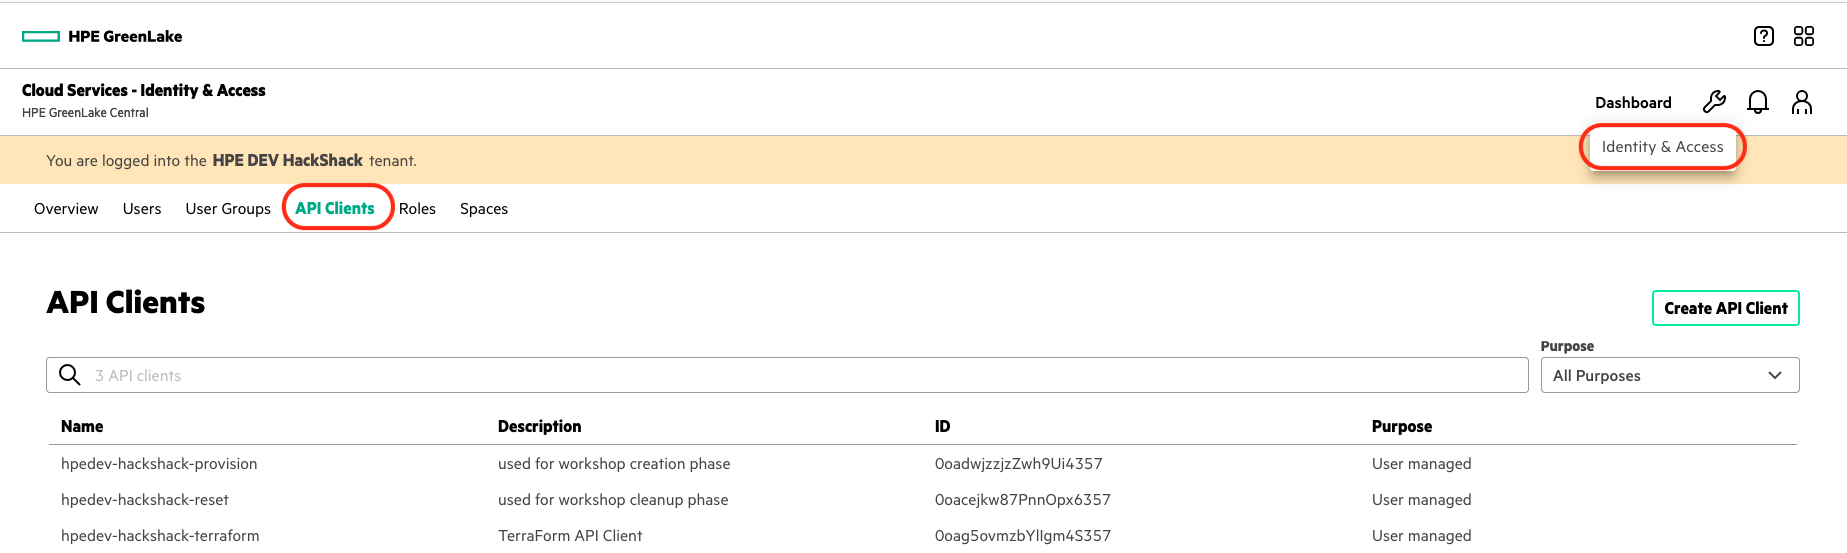 HPE GreenLake
Cloud Services - Identity & Access
HPE GreenLake Central
Dashboard
Identity & Access
You are logged into the HPE DEV HackShack tenant.
Overview Users User Groups API Clients Roles Spaces
API Clients
Create API Client
Purpose
3 API clients
All Purposes
Name Description ID Purpose
hpedev-hackshack-provision used for workshop creation phase 0oadwjzzjzZwh9Ui4357 User managed
hpedev-hackshack-reset used for workshop cleanup phase 0oacejkw87PnnOpx6357 User managed
hpedev-hackshack-terraform TerraForm API Client 0oag5ovmzbYlIgm4S357 User managed